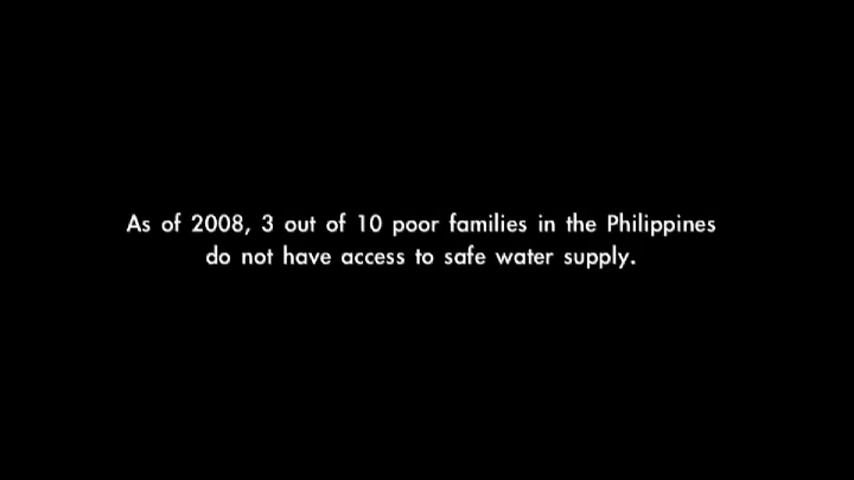 As of 2008, 3 out of 10 poor families in the Philippines
do not have access to safe water supply.